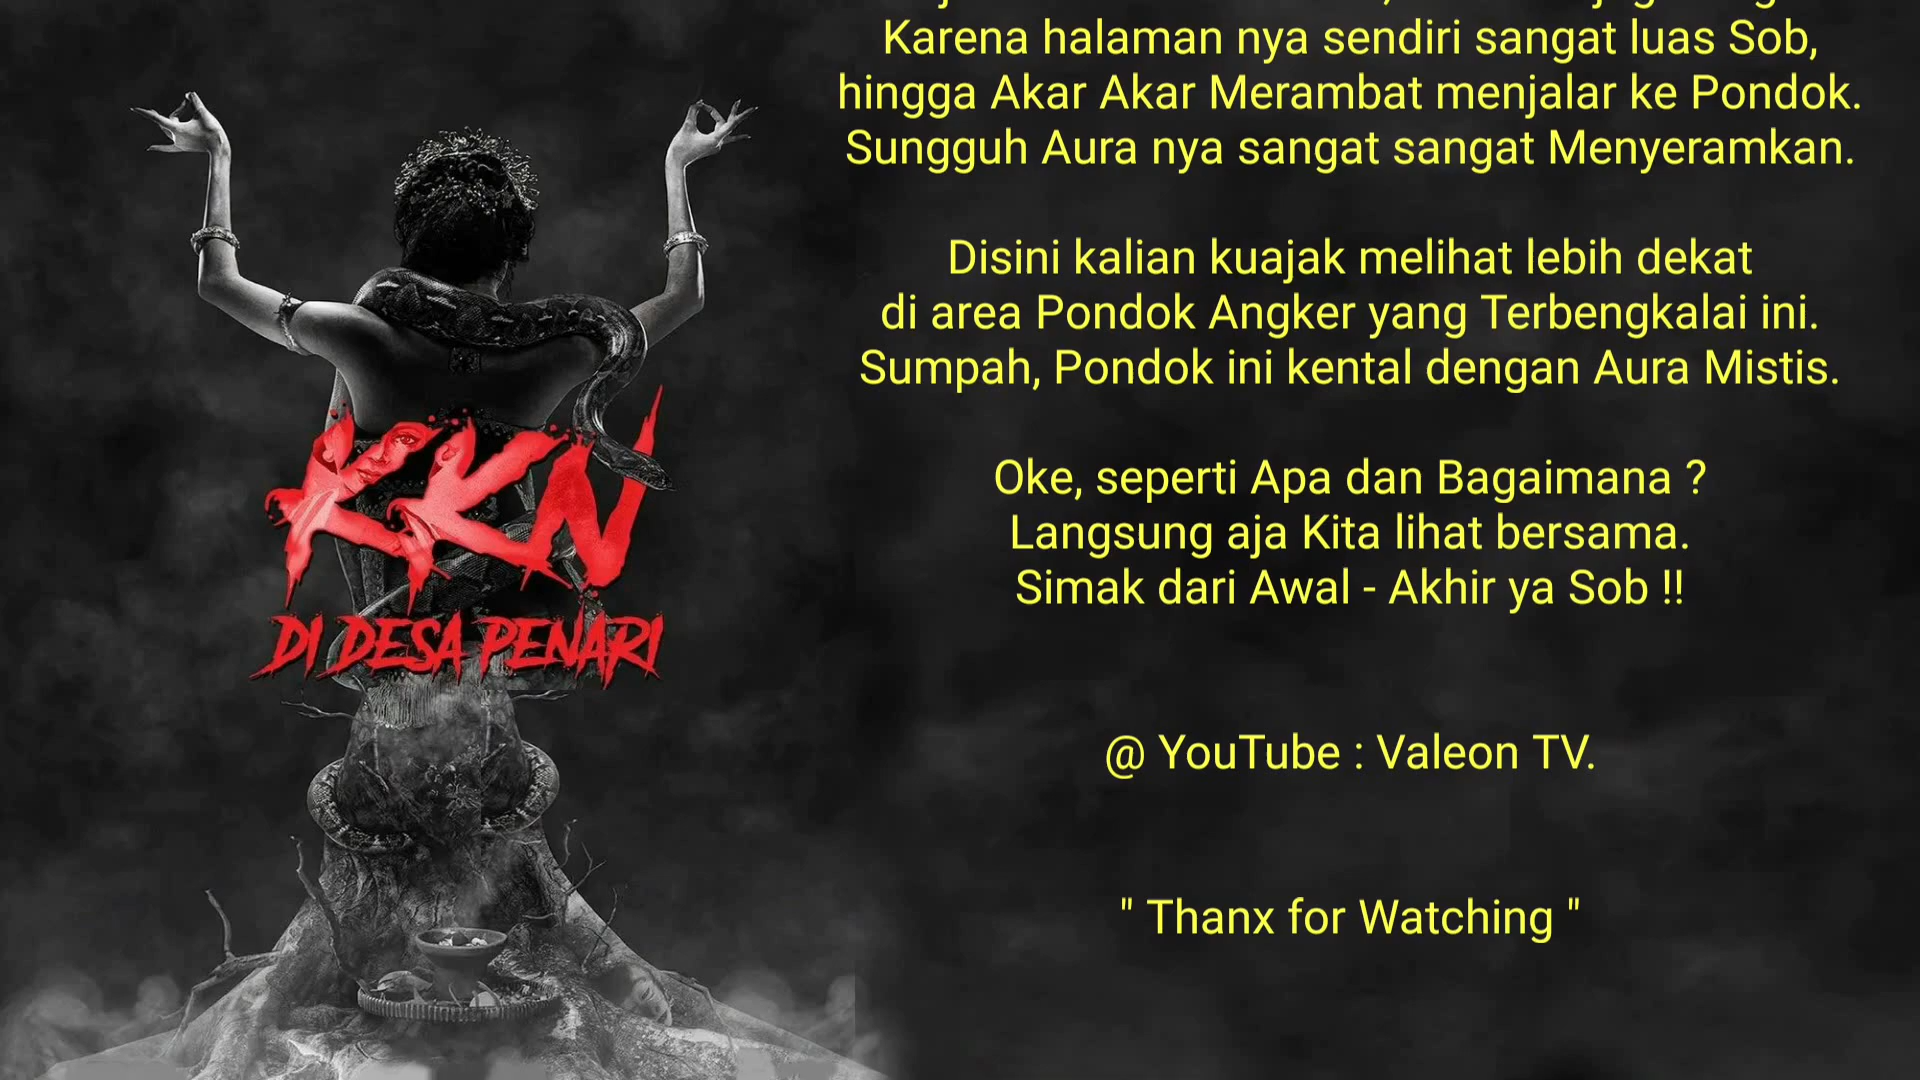 Karena halaman nya sendiri sangat luas Sob,
hingga Akar Akar Merambat menjalar ke Pondok.
Sungguh Aura nya sangat sangat Menyeramkan.
Disini kalian kuajak melihat lebih dekat
di area Pondok Angker yang Terbengkalai ini.
Sumpah, Pondok ini kental dengan Aura Mistis.
Oke, seperti Apa dan Bagaimana ?
Langsung aja Kita lihat bersama.
Simak dari Awal - Akhir ya Sob !!
@ YouTube : Valeon TV.
" Thanx for Watching "
KKN
DI DESA PENARI